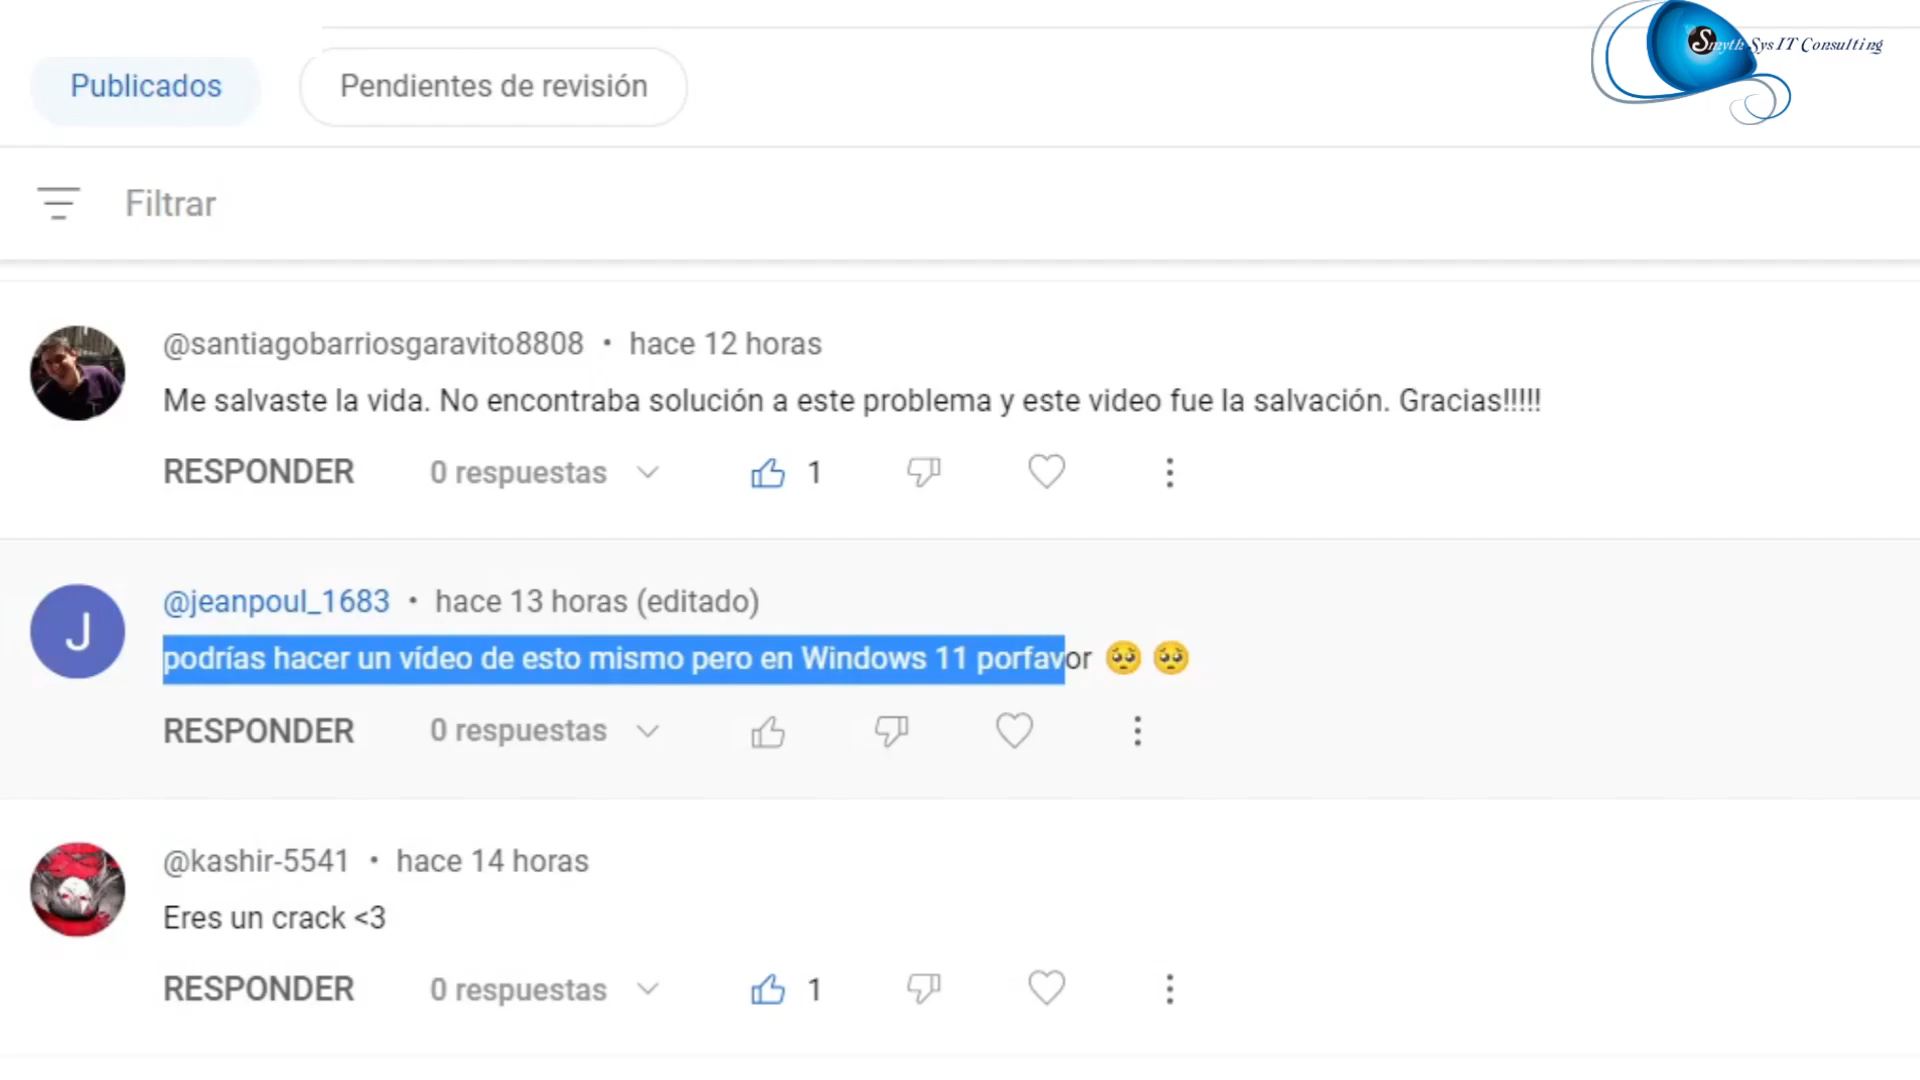 Smyth Sys IT Consulting
Publicados
Pendientes de revisión
Filtrar
@santiagobarriosgaravito8808 • hace 12 horas
Me salvaste la vida. No encontraba solución a este problema y este video fue la salvación. Gracias!!!!!
RESPONDER 0 respuestas 1
J
@jeanpoul_1683 • hace 13 horas (editado)
podrías hacer un vídeo de esto mismo pero en Windows 11 porfavor 🥺 🥺
RESPONDER 0 respuestas
@kashir-5541 • hace 14 horas
Eres un crack <3
RESPONDER 0 respuestas 1